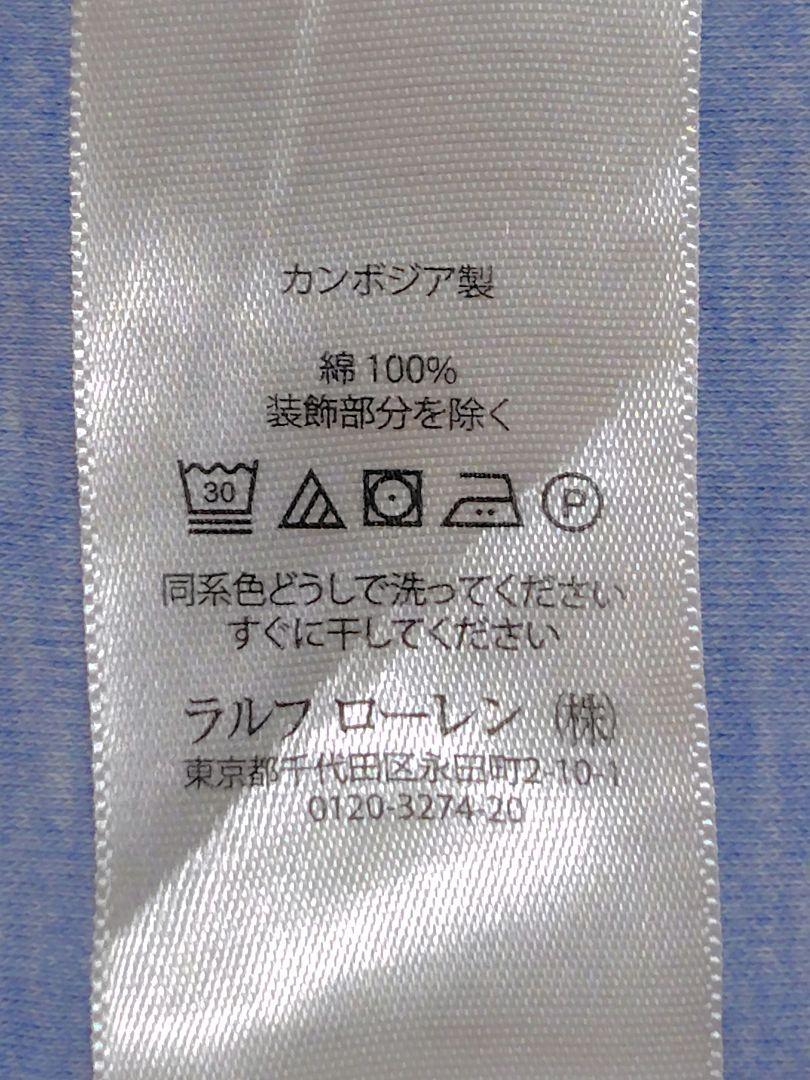 カンボジア製
綿 100%
装飾部分を除く
30
P
同系色どうしで洗ってください
すぐに干してください
ラルフ ローレン (株)
東京都千代田区永田町2-10-1
0120-3274-20